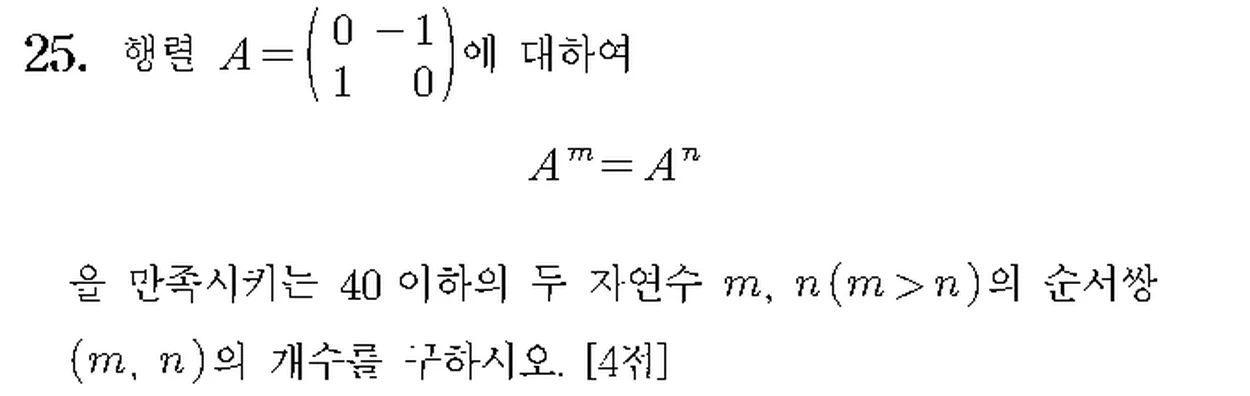 25. 행렬 A=(0 -1
1 0)에 대하여
A^m=A^n
을 만족시키는 40 이하의 두 자연수 m, n(m>n)의 순서쌍
(m, n)의 개수를 구하시오. [4점]